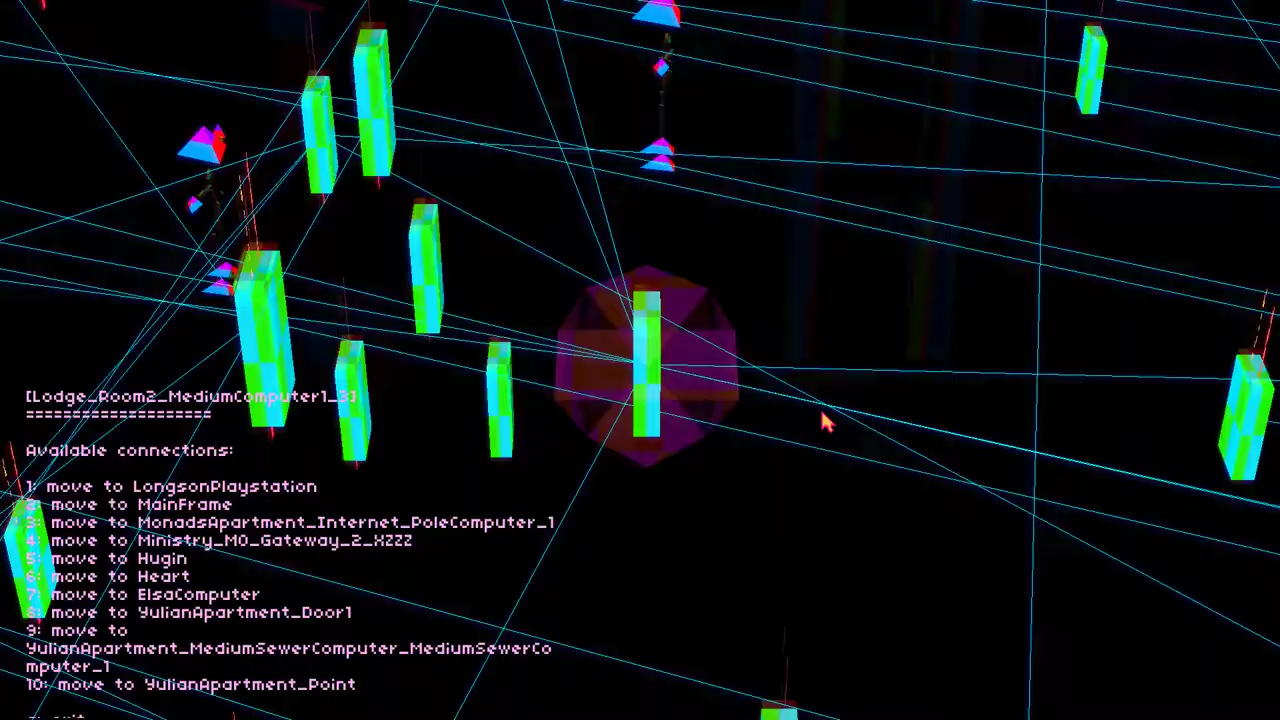 [Lodge_Room2_MediumComputer1_3]
====================
Available connections:
1: move to LongsonPlaystation
2: move to MainFrame
3: move to MonadsApartment_Internet_PoleComputer_1
4: move to Ministry_MO_Gateway_2_XZZZ
5: move to Hugin
6: move to Heart
7: move to ElsaComputer
8: move to YulianApartment_Door1
9: move to
YulianApartment_MediumSewerComputer_MediumSewerCo
mputer_1
10: move to YulianApartment_Point